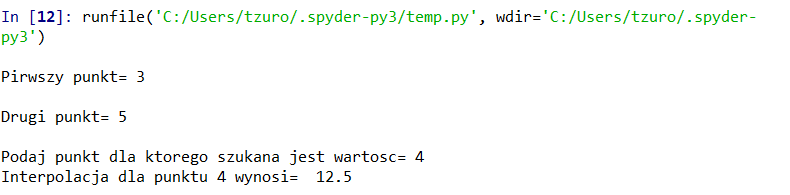 In [12]: runfile('C:/Users/tzuro/.spyder-py3/temp.py', wdir='C:/Users/tzuro/.spyder-
py3')
Pirwszy punkt= 3
Drugi punkt= 5
Podaj punkt dla ktorego szukana jest wartosc= 4
Interpolacja dla punktu 4 wynosi=  12.5